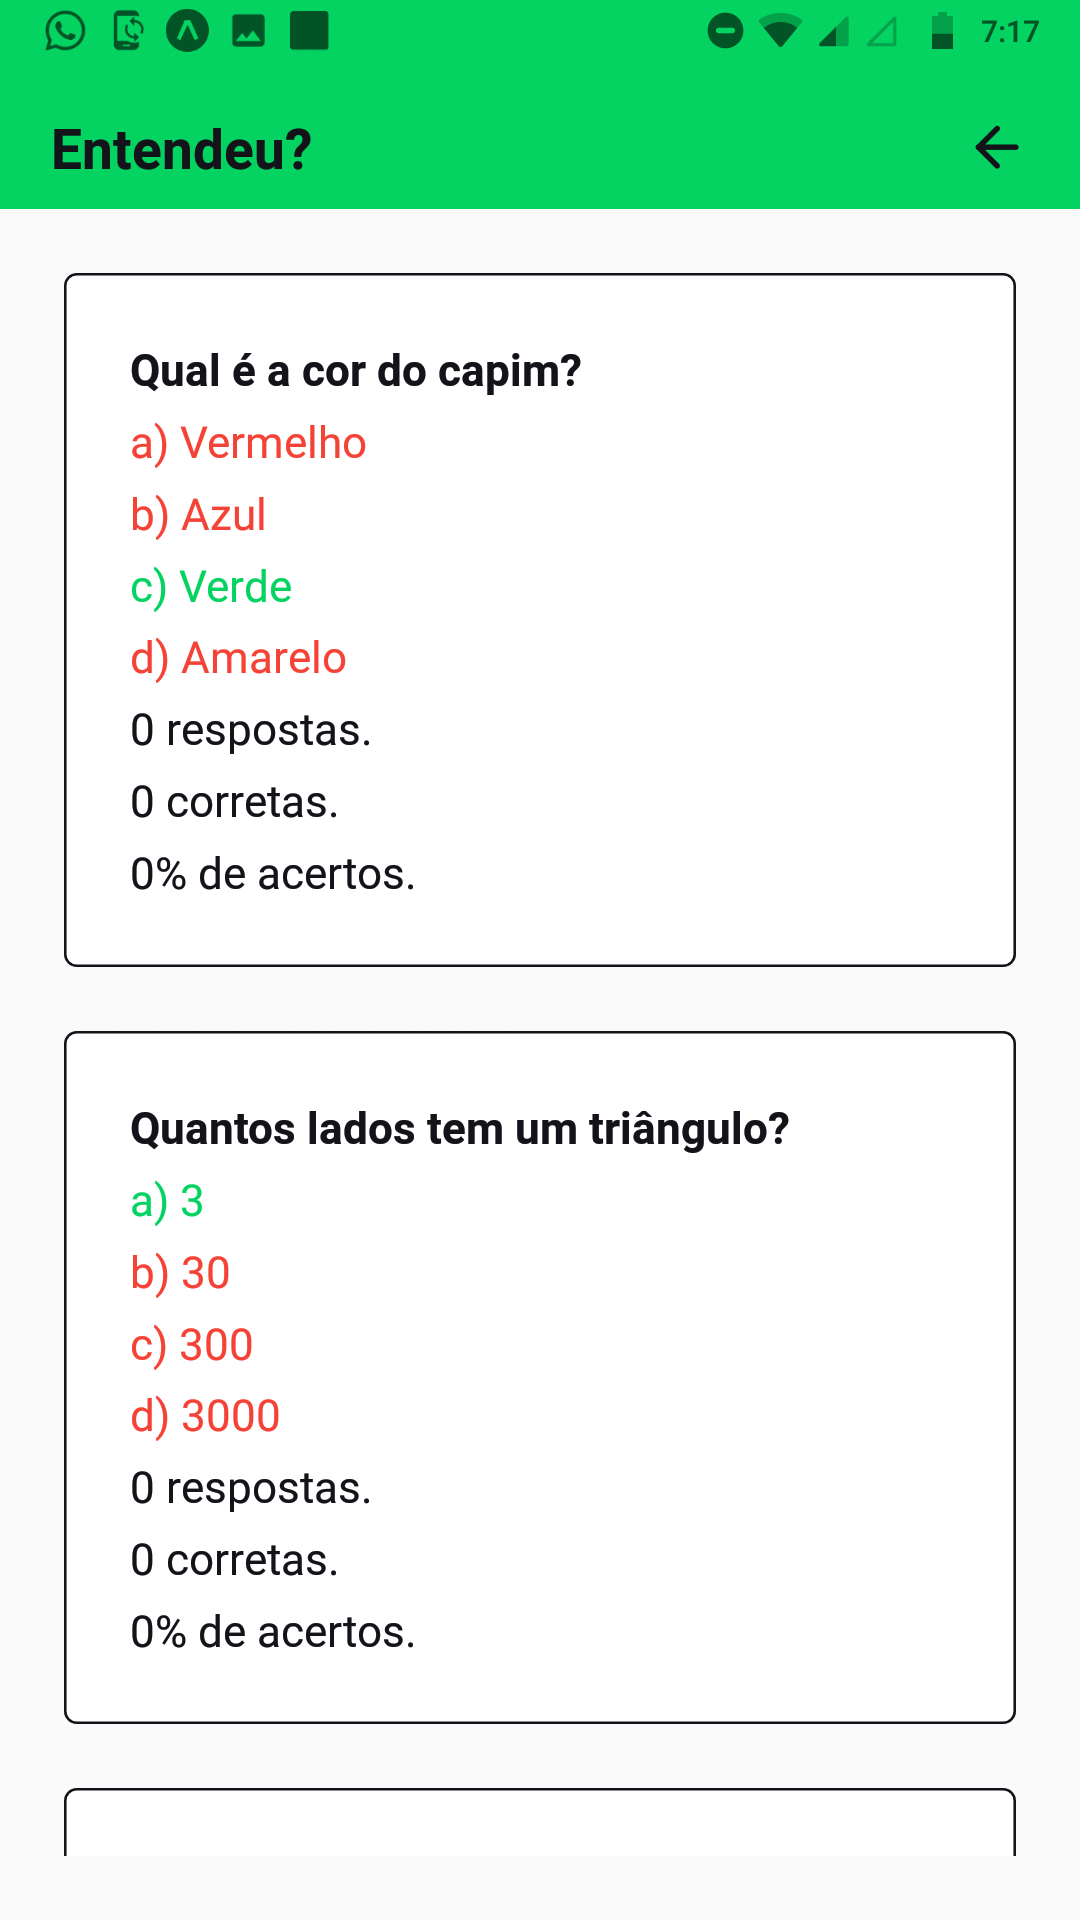 7:17
Entendeu?
Qual é a cor do capim?
a) Vermelho
b) Azul
c) Verde
d) Amarelo
0 respostas.
0 corretas.
0% de acertos.
Quantos lados tem um triângulo?
a) 3
b) 30
c) 300
d) 3000
0 respostas.
0 corretas.
0% de acertos.